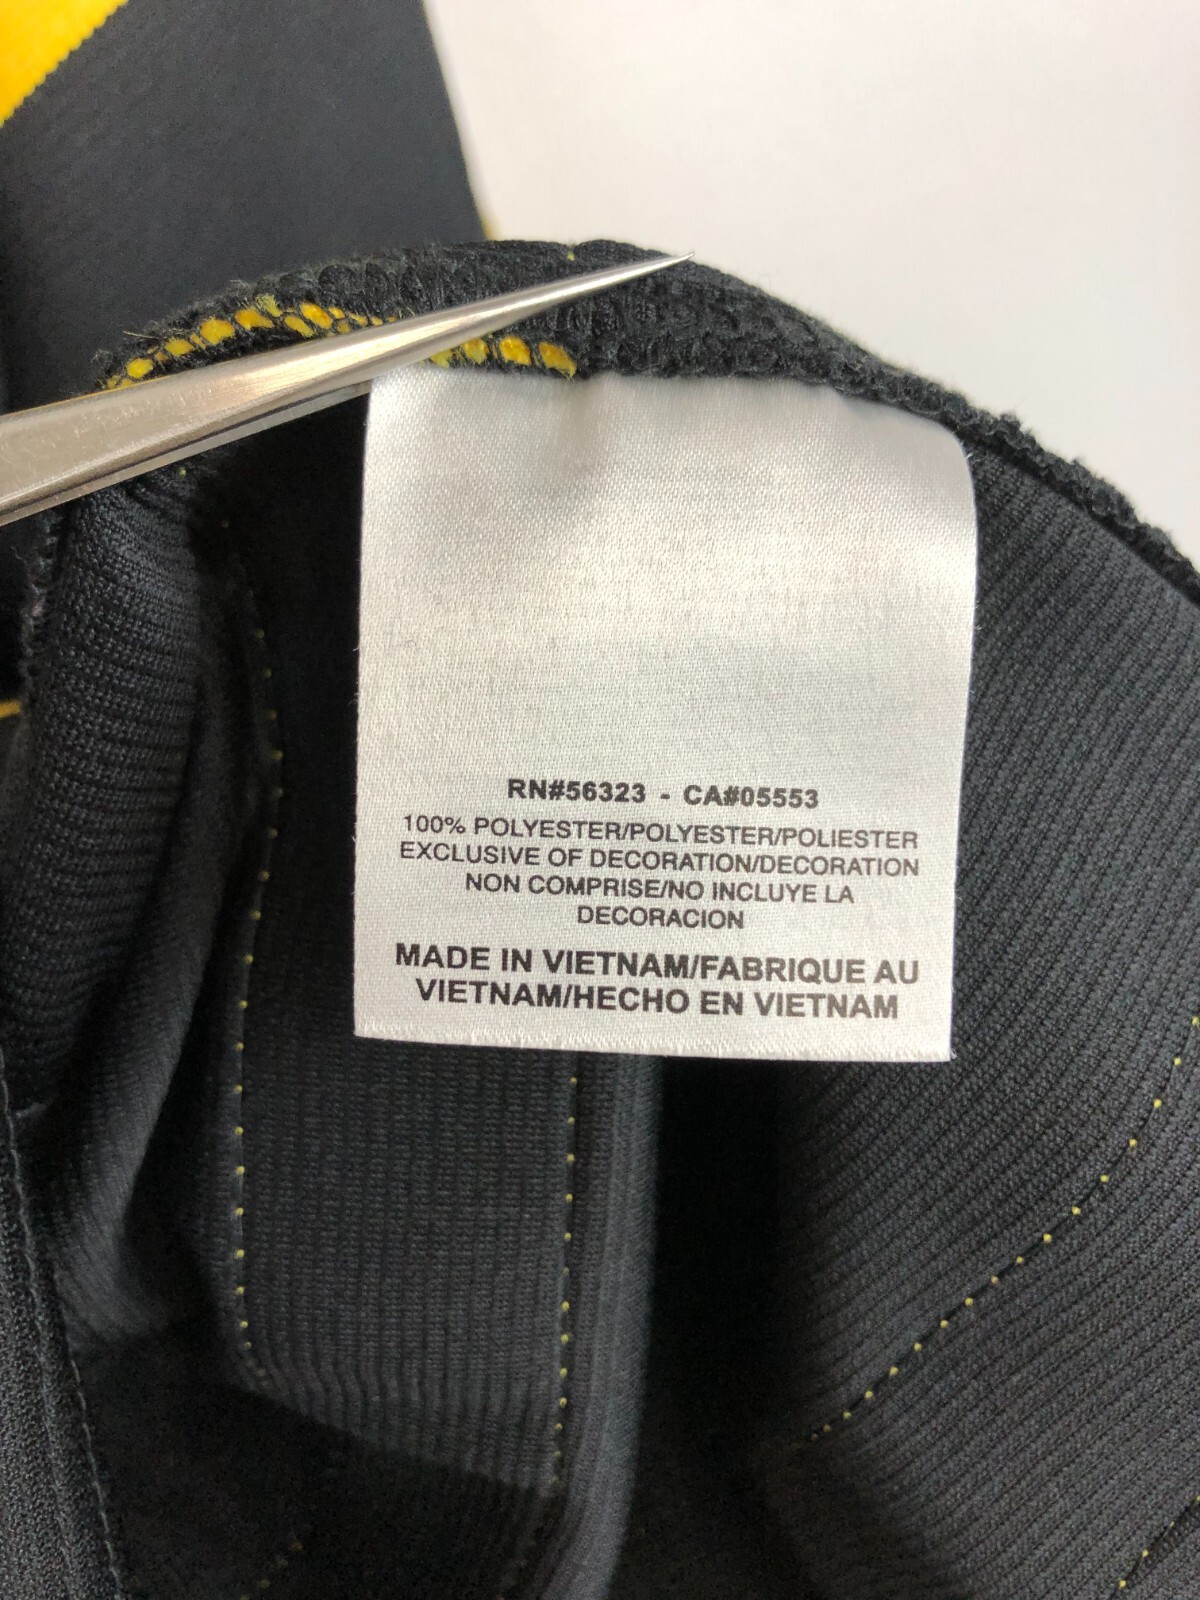 RN#56323 - CA#05553
100% POLYESTER/POLYESTER/POLIESTER
EXCLUSIVE OF DECORATION/DECORATION
NON COMPRISE/NO INCLUYE LA
DECORACION
MADE IN VIETNAM/FABRIQUE AU
VIETNAM/HECHO EN VIETNAM